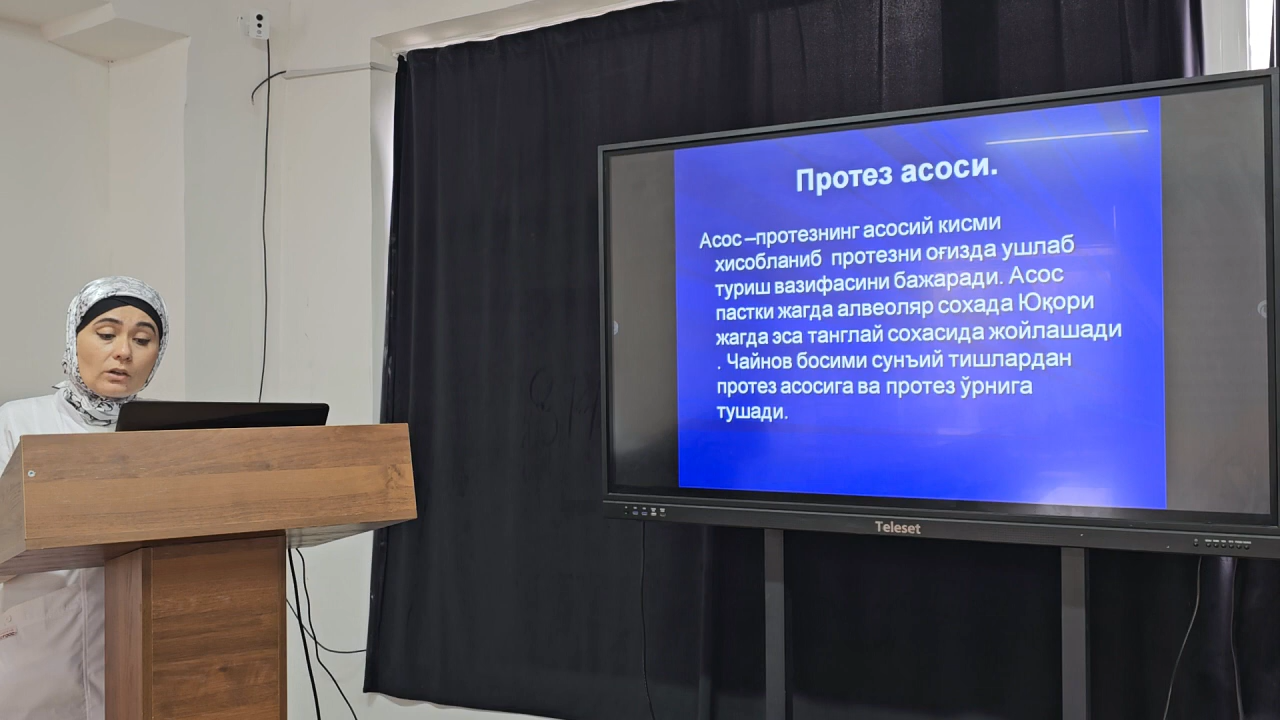 Протез асоси.
Асос –протезнинг асосий кисми
хисобланиб протезни оғизда ушлаб
туриш вазифасини бажаради. Асос
пастки жагда алвеоляр сохада Юқори
жагда эса танглай сохасида жойлашади
. Чайнов босими сунъий тишлардан
протез асосига ва протез ўрнига
тушади.
Teleset